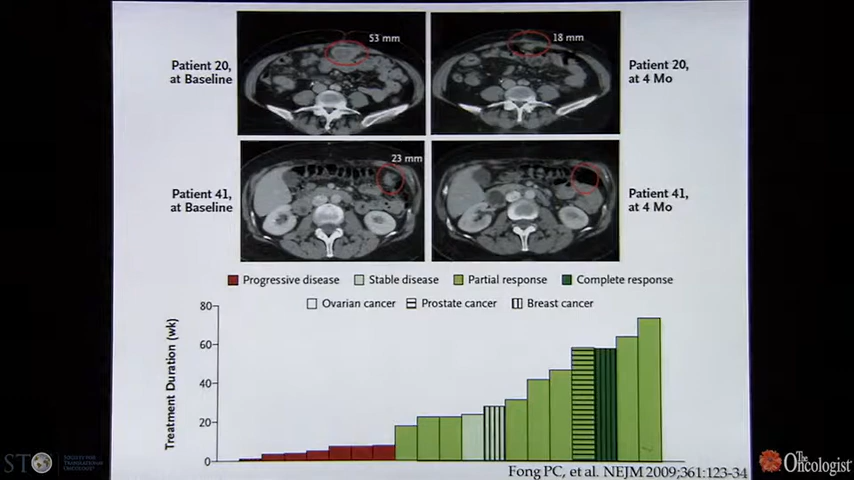 53 mm
18 mm
Patient 20,
at Baseline
Patient 20,
at 4 Mo
23 mm
Patient 41,
at Baseline
Patient 41,
at 4 Mo
Progressive disease
Stable disease
Partial response
Complete response
Ovarian cancer
Prostate cancer
Breast cancer
Treatment Duration (wk)
80
60
40
20
0
Fong PC, et al. NEJM 2009;361:123-34
STO
The
Oncologist